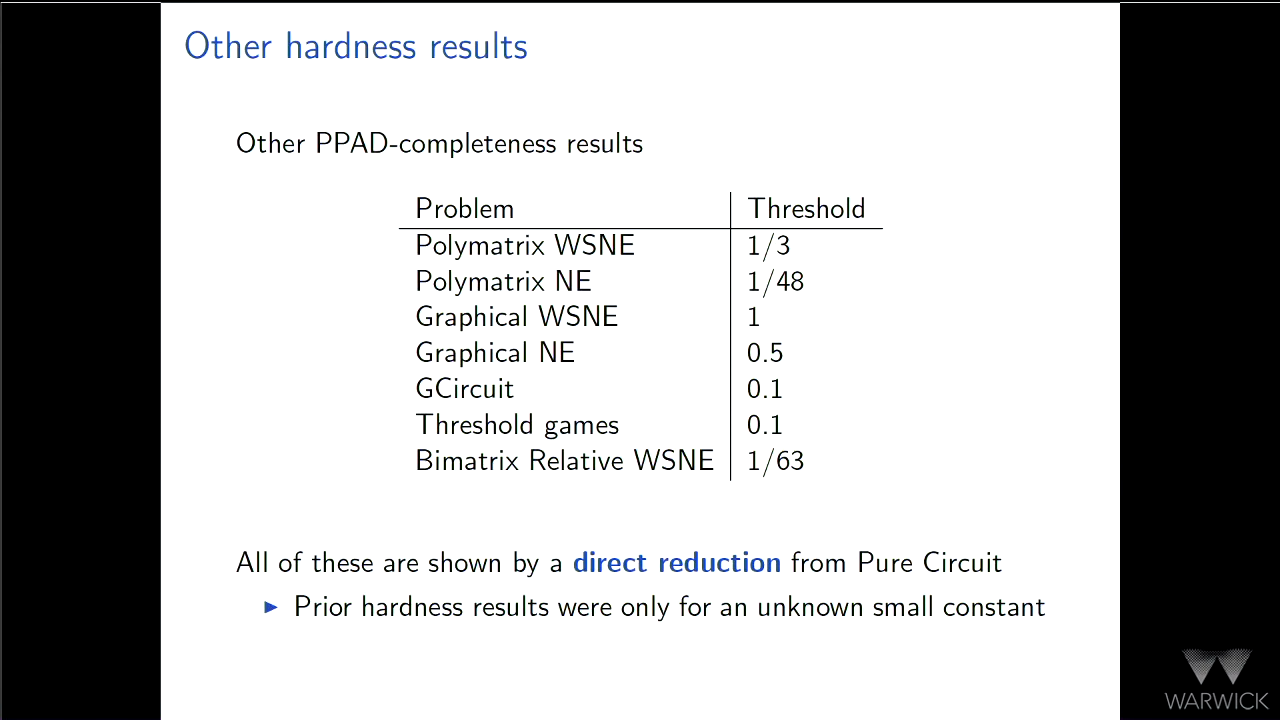 Other hardness results
Other PPAD-completeness results
Problem Threshold
Polymatrix WSNE 1/3
Polymatrix NE 1/48
Graphical WSNE 1
Graphical NE 0.5
GCircuit 0.1
Threshold games 0.1
Bimatrix Relative WSNE 1/63
All of these are shown by a direct reduction from Pure Circuit
▶ Prior hardness results were only for an unknown small constant
WARWICK